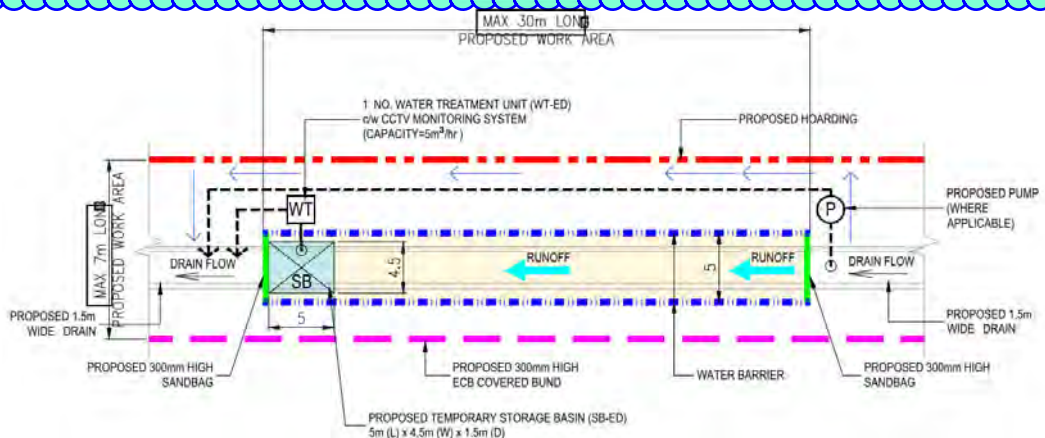 MAX 30m LONG
PROPOSED WORK AREA
1 NO. WATER TREATMENT UNIT (WT-ED)
c/w CCTV MONITORING SYSTEM
(CAPACITY=5m³/hr )
PROPOSED HOARDING
MAX 7m LONG
PROPOSED WORK AREA
WT
P
PROPOSED PUMP
(WHERE
APPLICABLE)
DRAIN FLOW
SB
4.5
RUNOFF
5
RUNOFF
DRAIN FLOW
5
PROPOSED 1.5m
WIDE DRAIN
PROPOSED 1.5m
WIDE DRAIN
PROPOSED 300mm HIGH
SANDBAG
PROPOSED 300mm HIGH
ECB COVERED BUND
WATER BARRIER
PROPOSED 300mm HIGH
SANDBAG
PROPOSED TEMPORARY STORAGE BASIN (SB-ED)
5m (L) x 4.5m (W) x 1.5m (D)